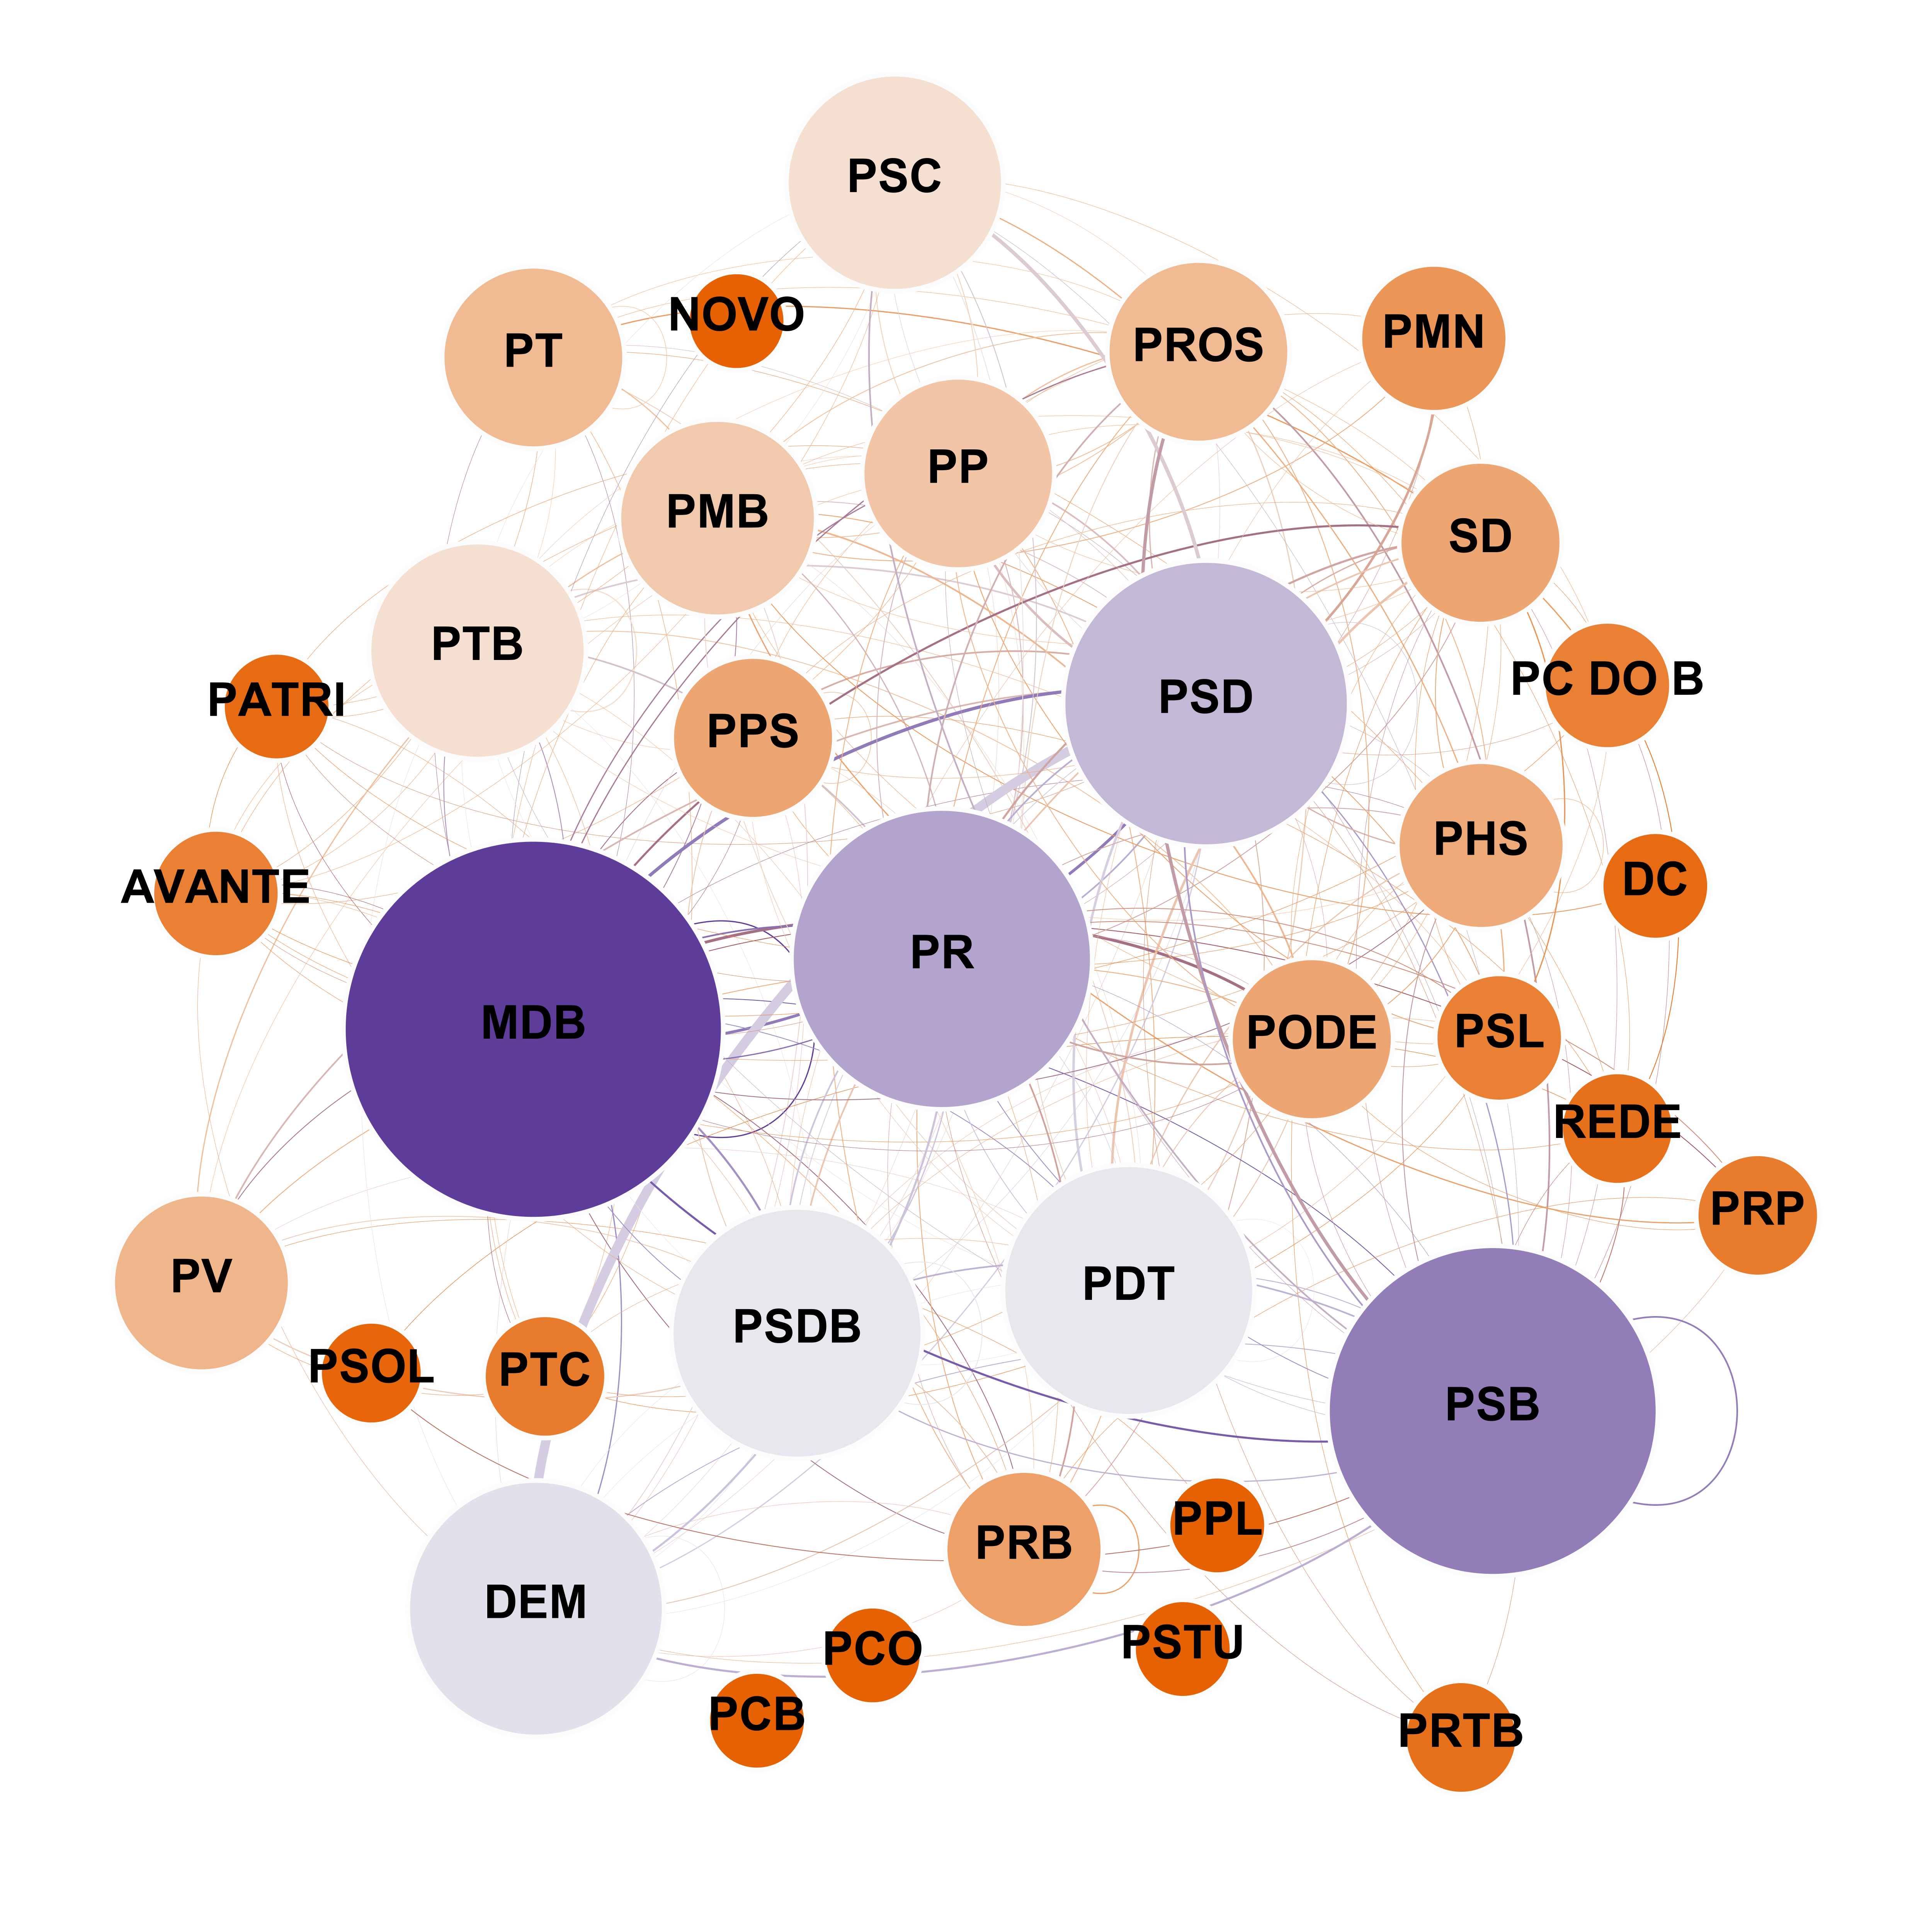 PSC
NOVO
PMN
PROS
PT
PP
PMB
SD
PTB
PC DO B
PSD
PATRI
PPS
PHS
DC
AVANTE
PR
MDB
PSL
PODE
REDE
PRP
PV
PDT
PSDB
PSOL
PTC
PSB
PPL
PRB
DEM
PSTU
PCO
PCB
PRTB